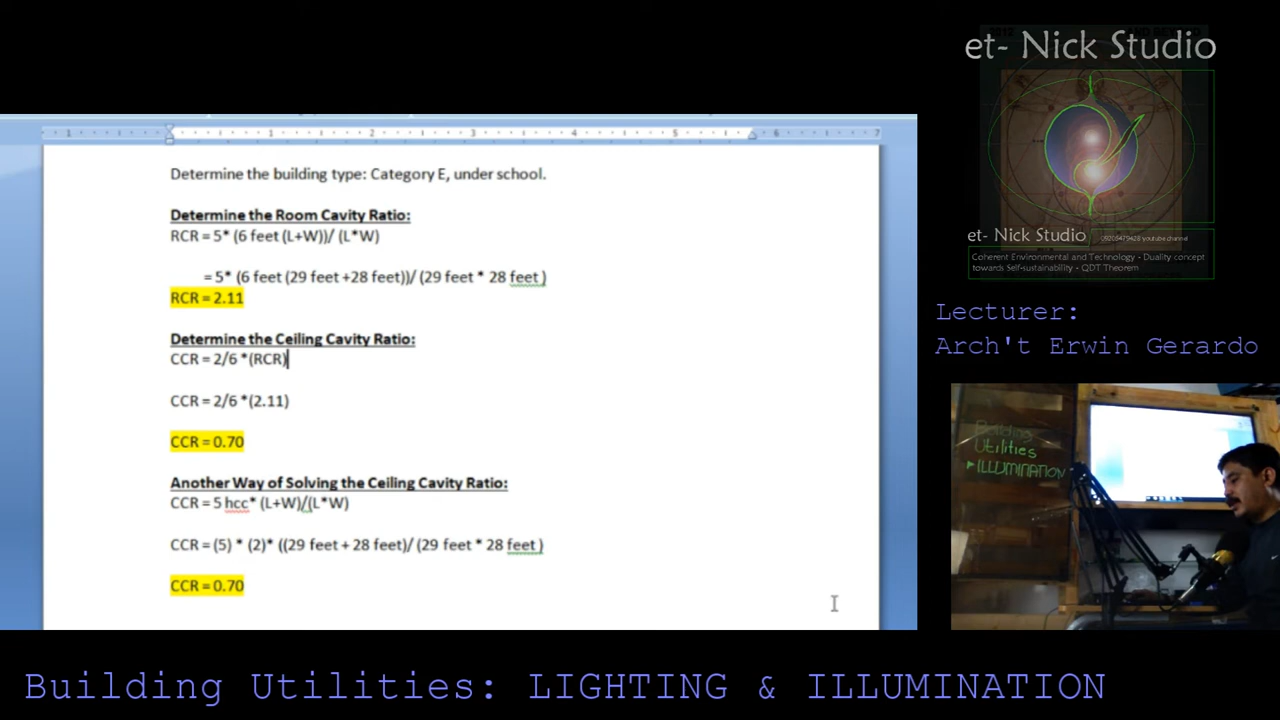 et- Nick Studio
Determine the building type: Category E, under school.
Determine the Room Cavity Ratio:
RCR = 5* (6 feet (L+W))/ (L*W)
= 5* (6 feet (29 feet +28 feet))/ (29 feet * 28 feet )
RCR = 2.11
Determine the Ceiling Cavity Ratio:
CCR = 2/6 *(RCR)
CCR = 2/6 *(2.11)
CCR = 0.70
Another Way of Solving the Ceiling Cavity Ratio:
CCR = 5 hcc* (L+W)/(L*W)
CCR = (5) * (2)* ((29 feet + 28 feet)/ (29 feet * 28 feet )
CCR = 0.70
et- Nick Studio
youtube channel
Coherent Environmental and Technology - Duality concept
towards Self-sustainability + QDT Theorem
Lecturer:
Arch't Erwin Gerardo
Building
Utilities
ILLUMINATION
Building Utilities: LIGHTING & ILLUMINATION